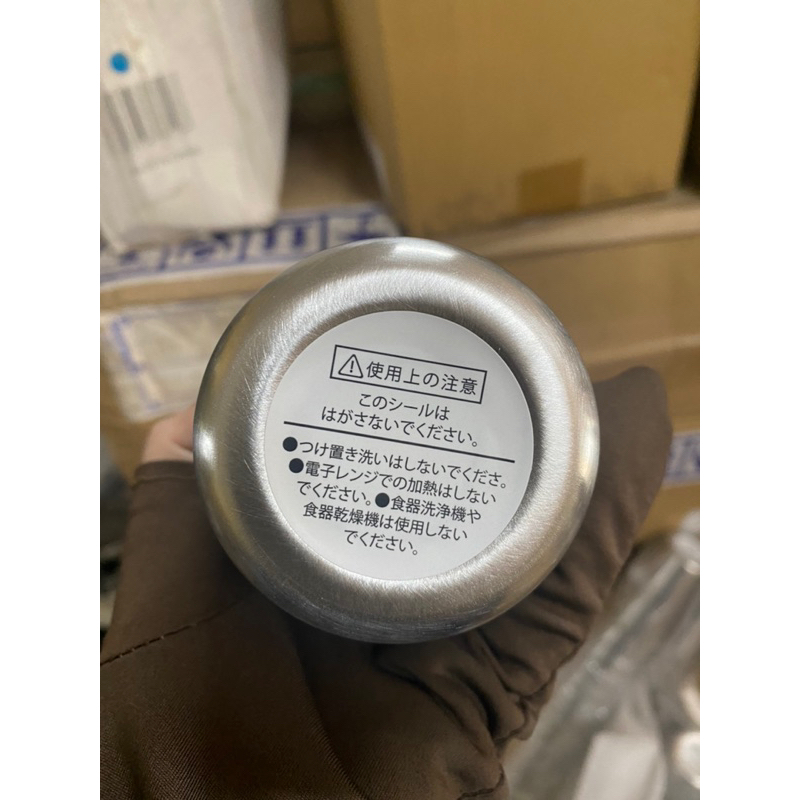 ⚠使用上の注意
このシールは
はがさないでください。
●つけ置き洗いはしないでくださ。
●電子レンジでの加熱はしない
でください。●食器洗浄機や
食器乾燥機は使用しない
でください。